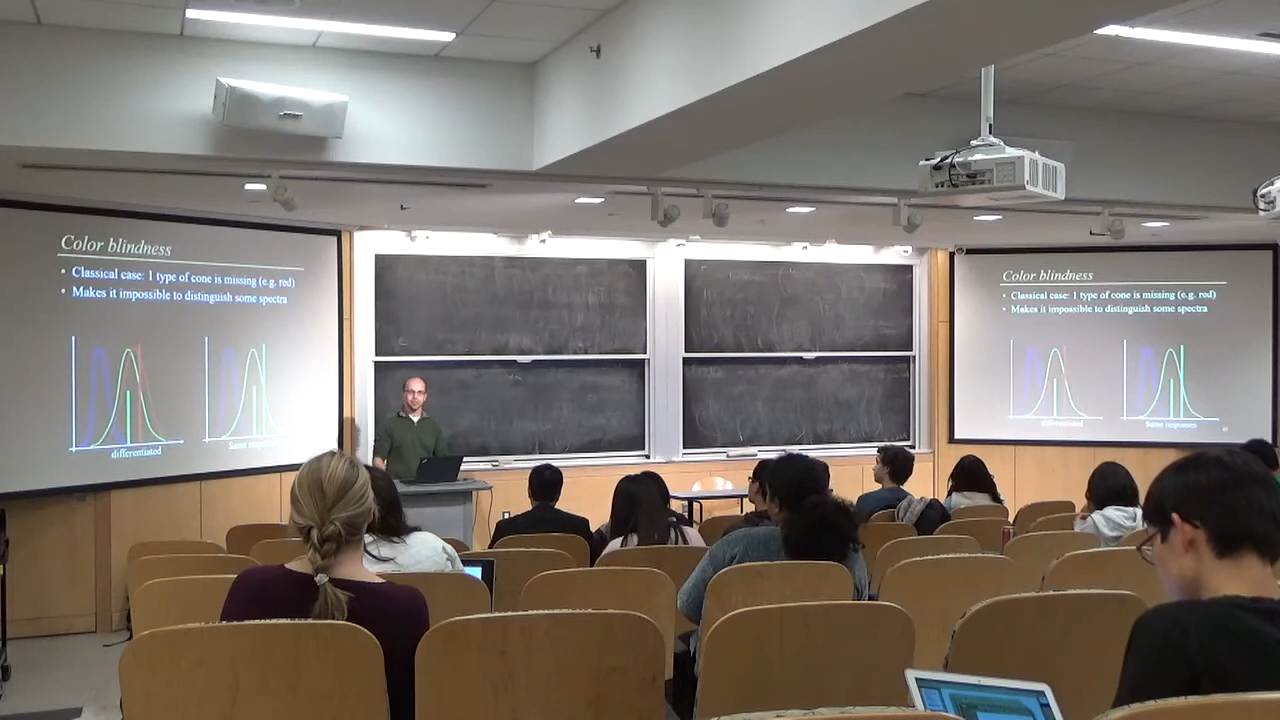 Color blindness
• Classical case: 1 type of cone is missing (e.g. red)
• Makes it impossible to distinguish some spectra
differentiated
Same responses
Color blindness
• Classical case: 1 type of cone is missing (e.g. red)
• Makes it impossible to distinguish some spectra
differentiated
Same responses